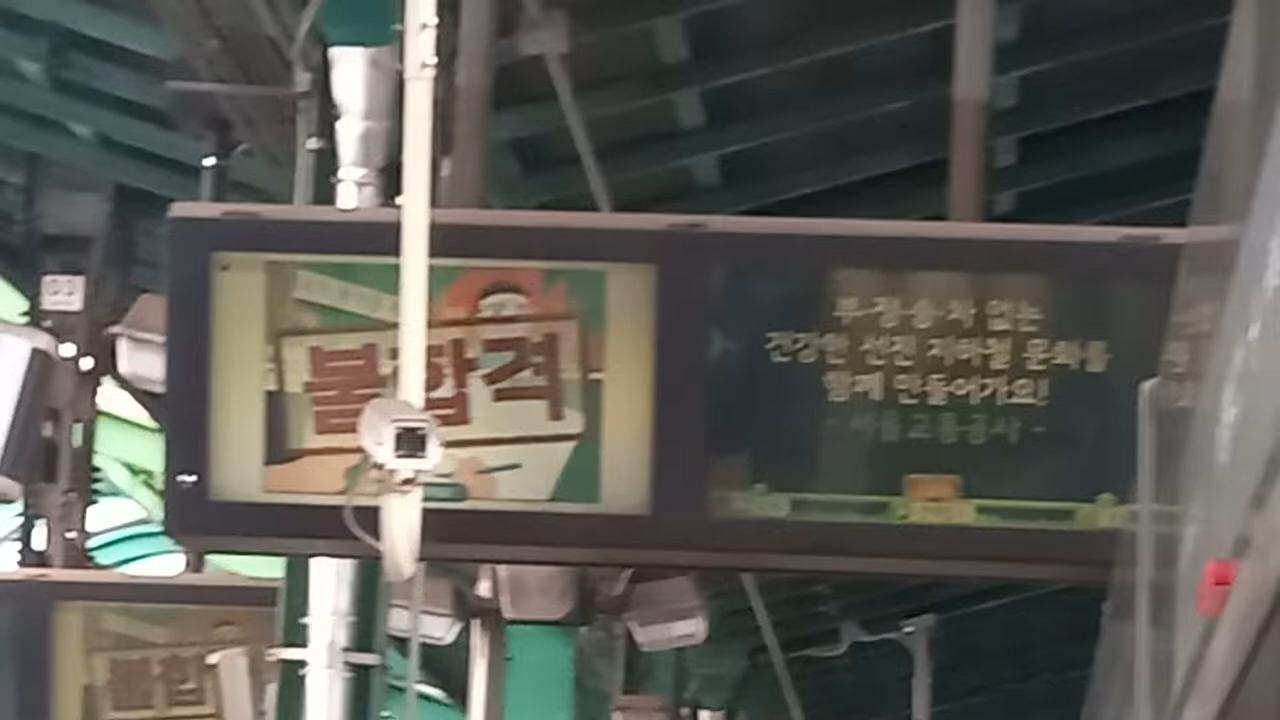 불합격
부정승차 없는
건강한 선진 지하철 문화를
함께 만들어가요!
- 서울교통공사 -